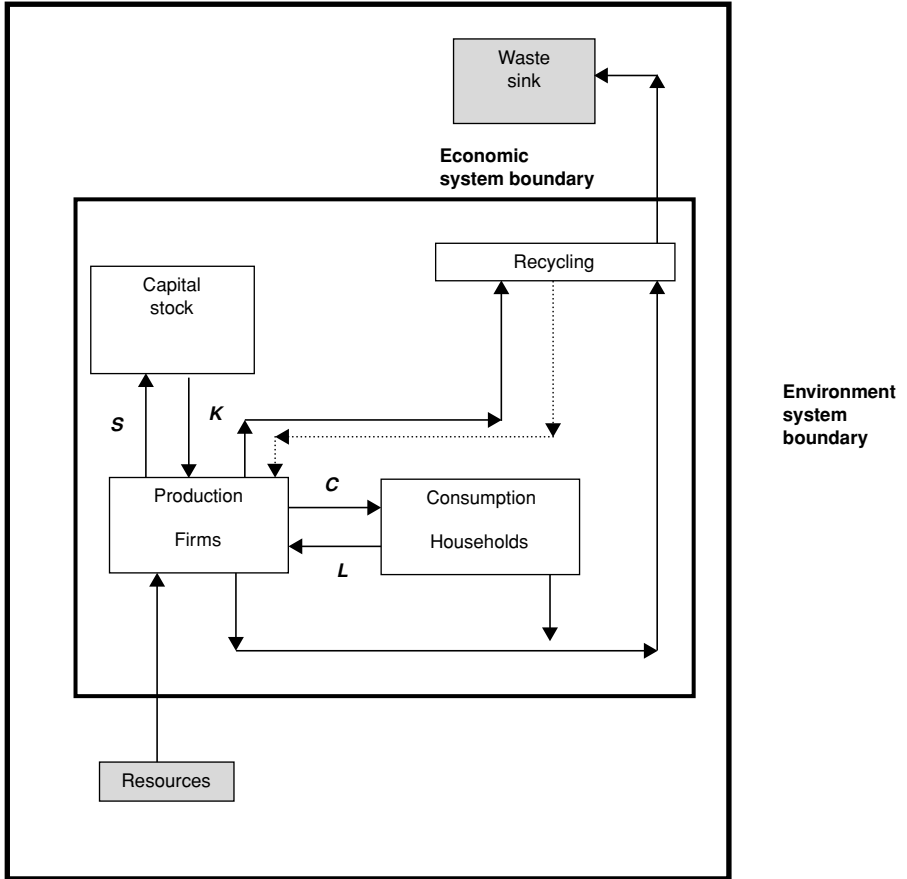 Waste
sink
Economic
system boundary
Recycling
Capital
stock
Environment
system
boundary
S
K
Production
Firms
C
L
Consumption
Households
Resources